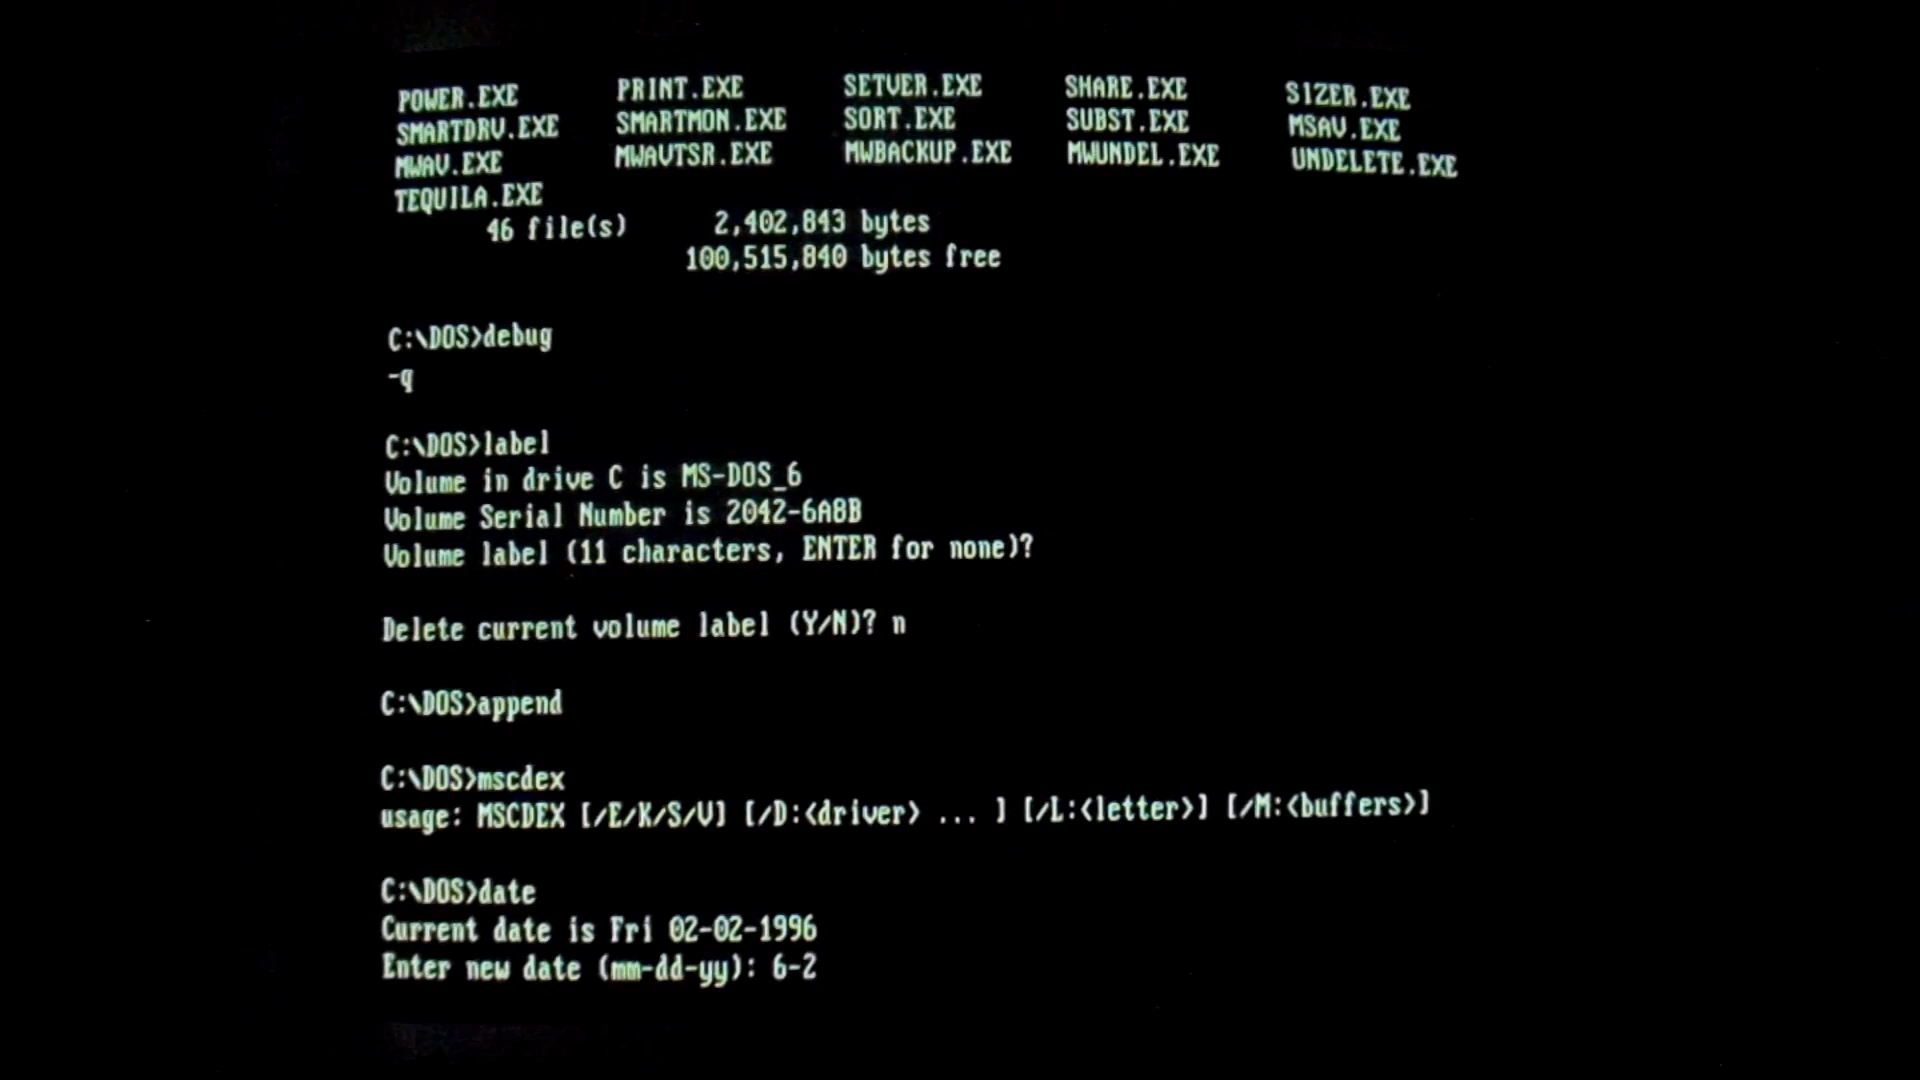 POWER.EXE PRINT.EXE SETVER.EXE SHARE.EXE SIZER.EXE
SMARTDRV.EXE SMARTMON.EXE SORT.EXE SUBST.EXE MSAV.EXE
MWAV.EXE MWAVTSR.EXE MWBACKUP.EXE MWUNDEL.EXE UNDELETE.EXE
TEQUILA.EXE
46 file(s) 2,402,843 bytes
100,515,840 bytes free
C:\DOS>debug
-q
C:\DOS>label
Volume in drive C is MS-DOS_6
Volume Serial Number is 2042-6A8B
Volume label (11 characters, ENTER for none)?
Delete current volume label (Y/N)? n
C:\DOS>append
C:\DOS>mscdex
usage: MSCDEX [/E/K/S/V] [/D:<driver> ... ] [/L:<letter>] [/M:<buffers>]
C:\DOS>date
Current date is Fri 02-02-1996
Enter new date (mm-dd-yy): 6-2